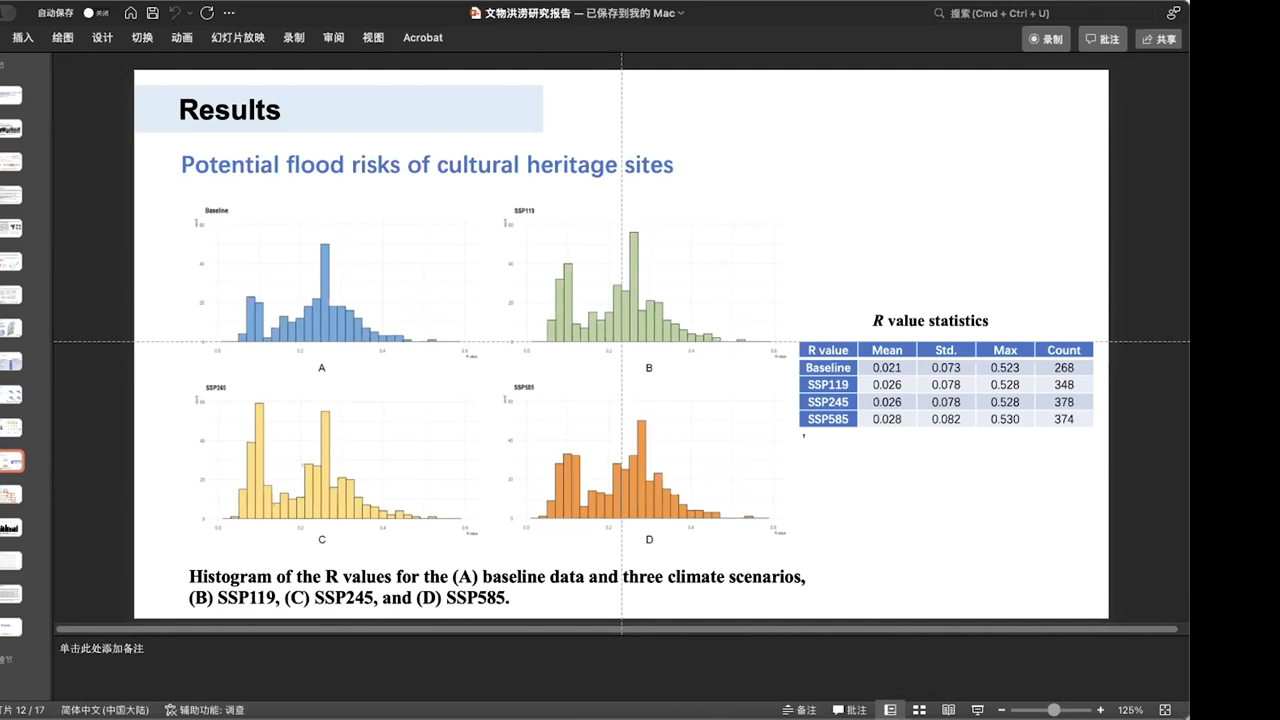 自动保存 关闭
文物洪涝研究报告 — 已保存到我的 Mac
搜索 (Cmd + Ctrl + U)
插入 绘图 设计 切换 动画 幻灯片放映 录制 审阅 视图 Acrobat
录制 批注 共享
Results
Potential flood risks of cultural heritage sites
Baseline
SSP119
A
B
SSP245
SSP585
C
D
R value statistics
R value Mean Std. Max Count
Baseline 0.021 0.073 0.523 268
SSP119 0.026 0.078 0.528 348
SSP245 0.026 0.078 0.528 378
SSP585 0.028 0.082 0.530 374
Histogram of the R values for the (A) baseline data and three climate scenarios,
(B) SSP119, (C) SSP245, and (D) SSP585.
单击此处添加备注
灯片 12 / 17 简体中文 (中国大陆) 辅助功能: 调查 备注 批注 125%